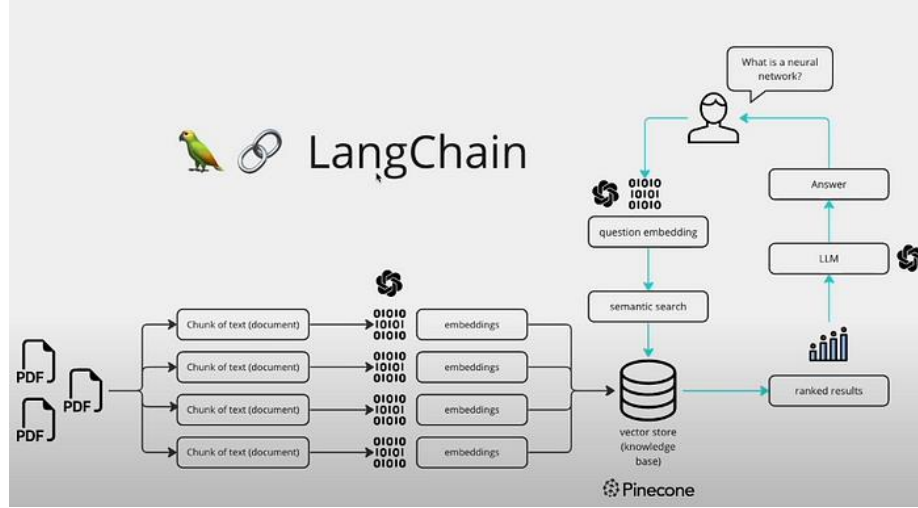 What is a neural
network?
LangChain
01010
10101
01010
Answer
question embedding
LLM
semantic search
Chunk of text (document)
01010
10101
01010
embeddings
Chunk of text (document)
01010
10101
01010
embeddings
Chunk of text (document)
01010
10101
01010
embeddings
Chunk of text (document)
01010
10101
01010
embeddings
PDF
PDF
PDF
ranked results
vector store
(knowledge
base)
Pinecone